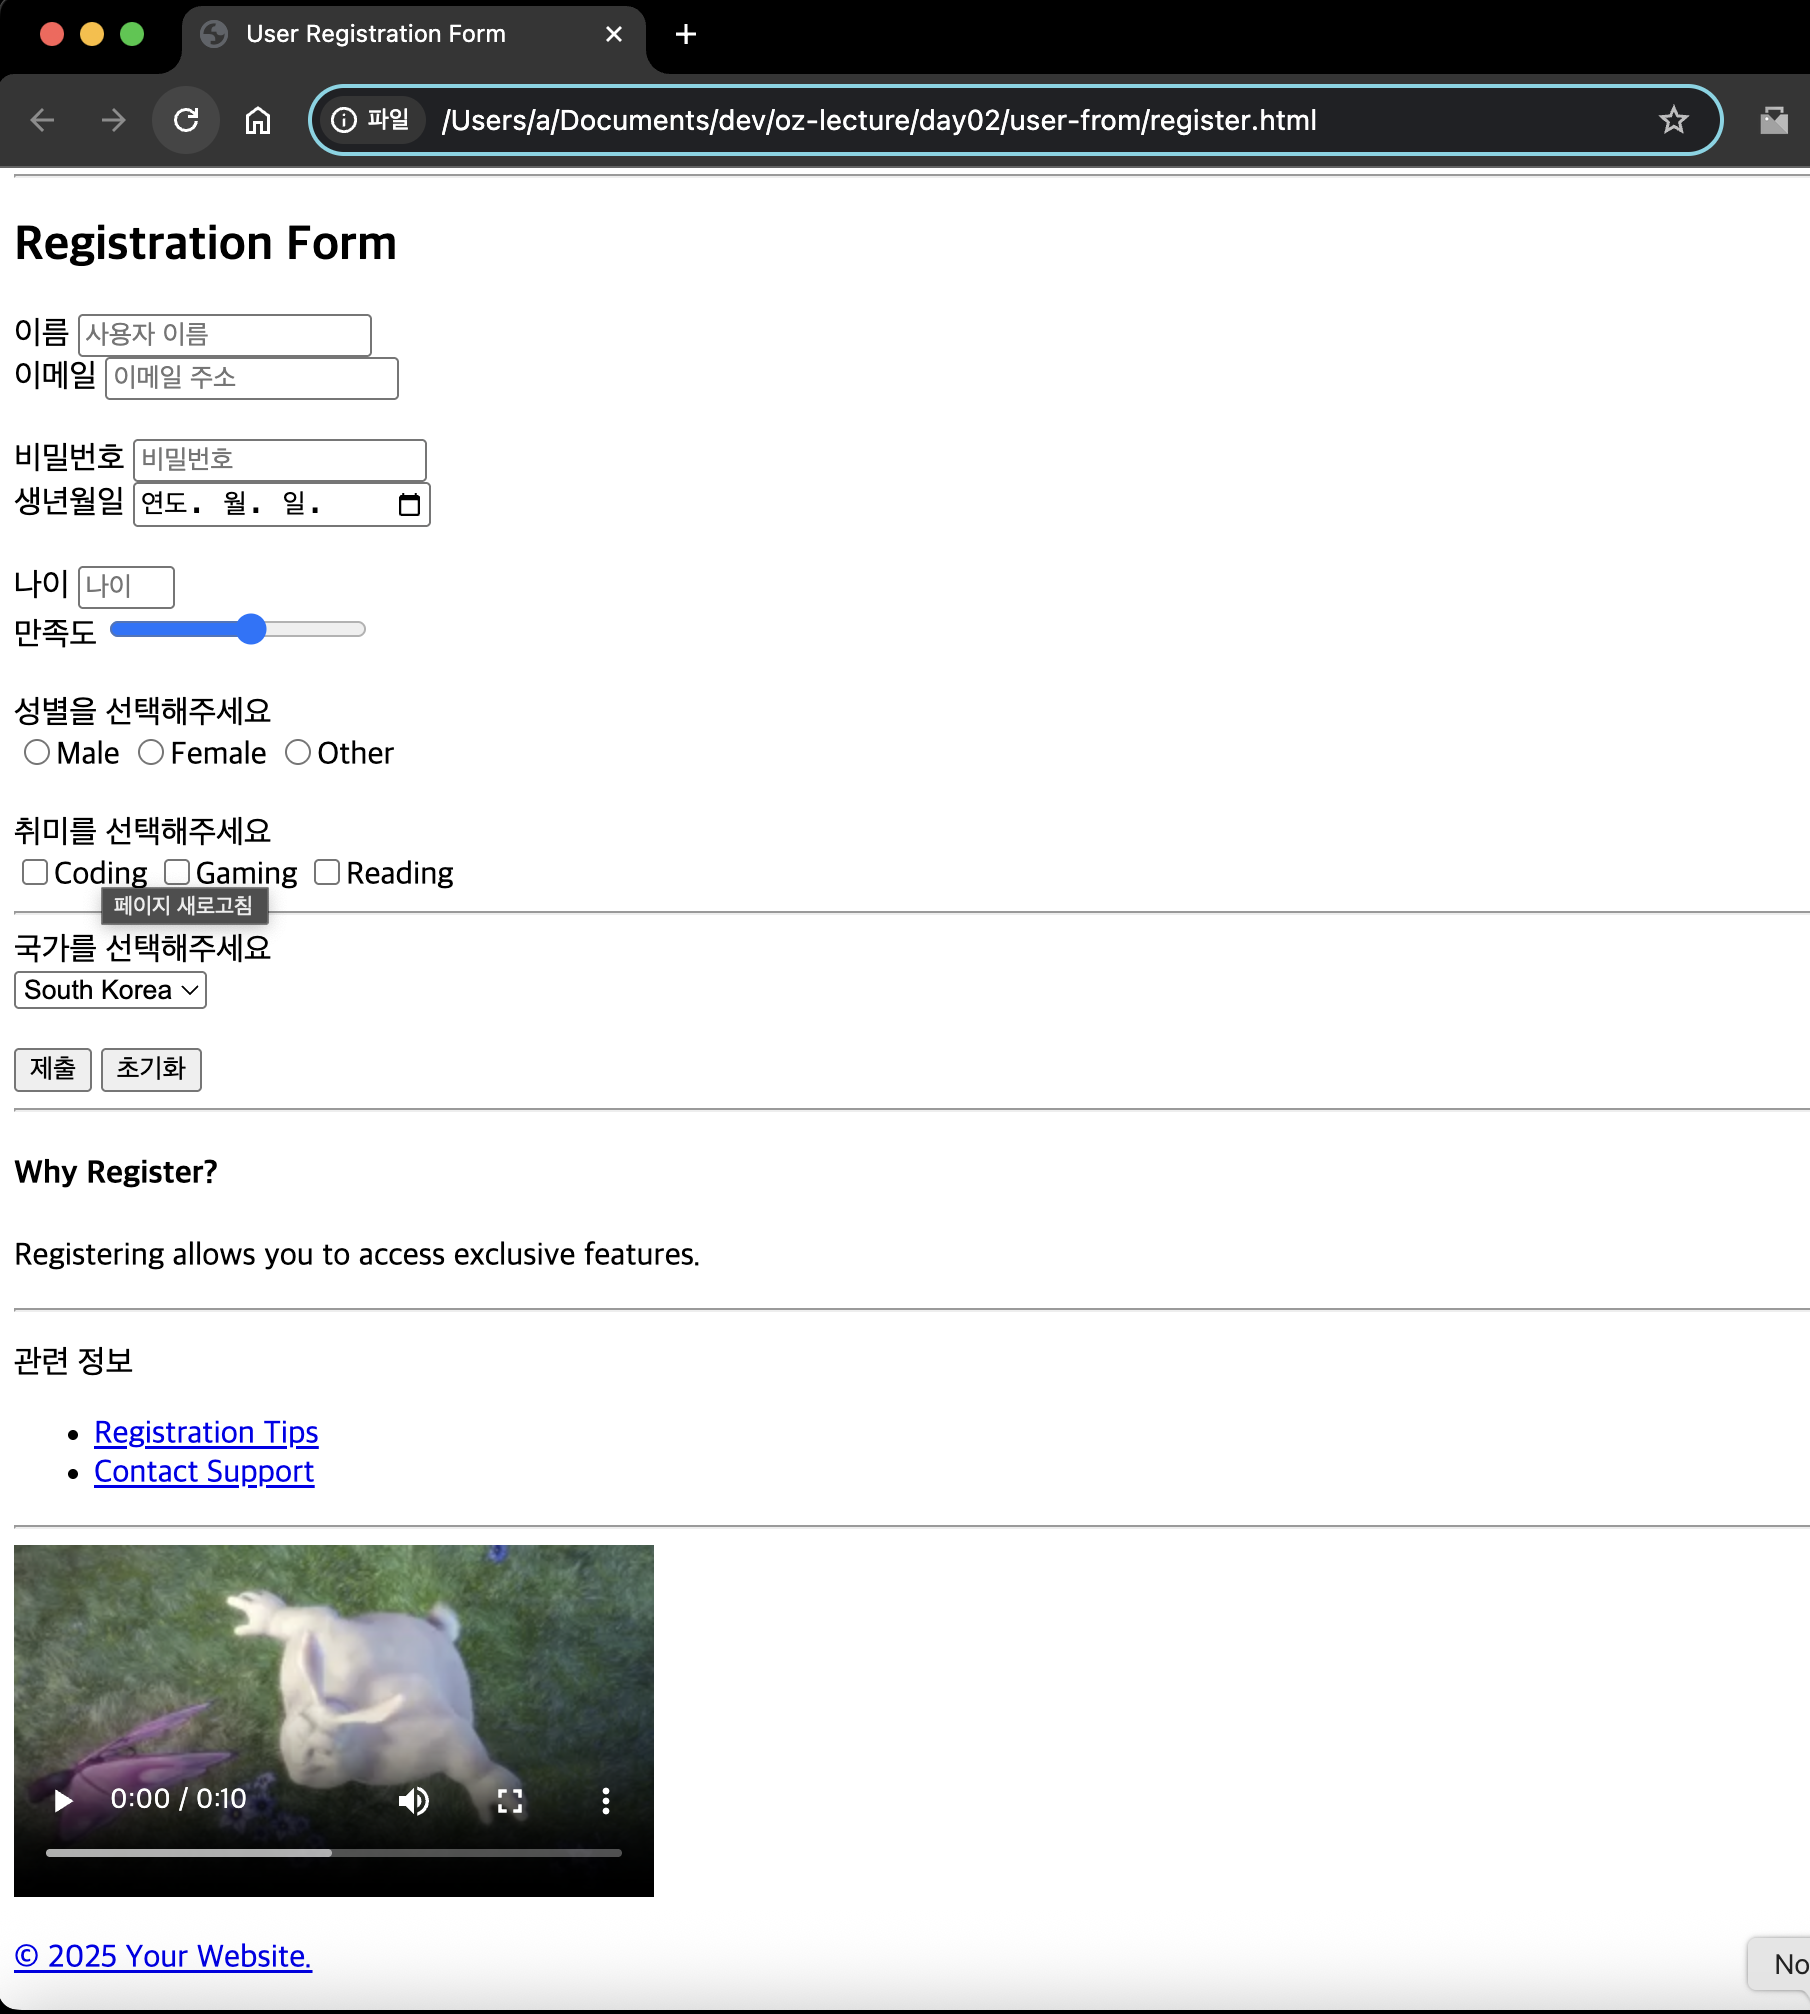 User Registration Form
파일 /Users/a/Documents/dev/oz-lecture/day02/user-from/register.html
Registration Form
이름 사용자 이름
이메일 이메일 주소
비밀번호 비밀번호
생년월일 연도. 월. 일.
나이 나이
만족도
성별을 선택해주세요
Male Female Other
취미를 선택해주세요
Coding Gaming Reading
페이지 새로고침
국가를 선택해주세요
South Korea
제출 초기화
Why Register?
Registering allows you to access exclusive features.
관련 정보
Registration Tips
Contact Support
0:00 / 0:10
© 2025 Your Website.
No